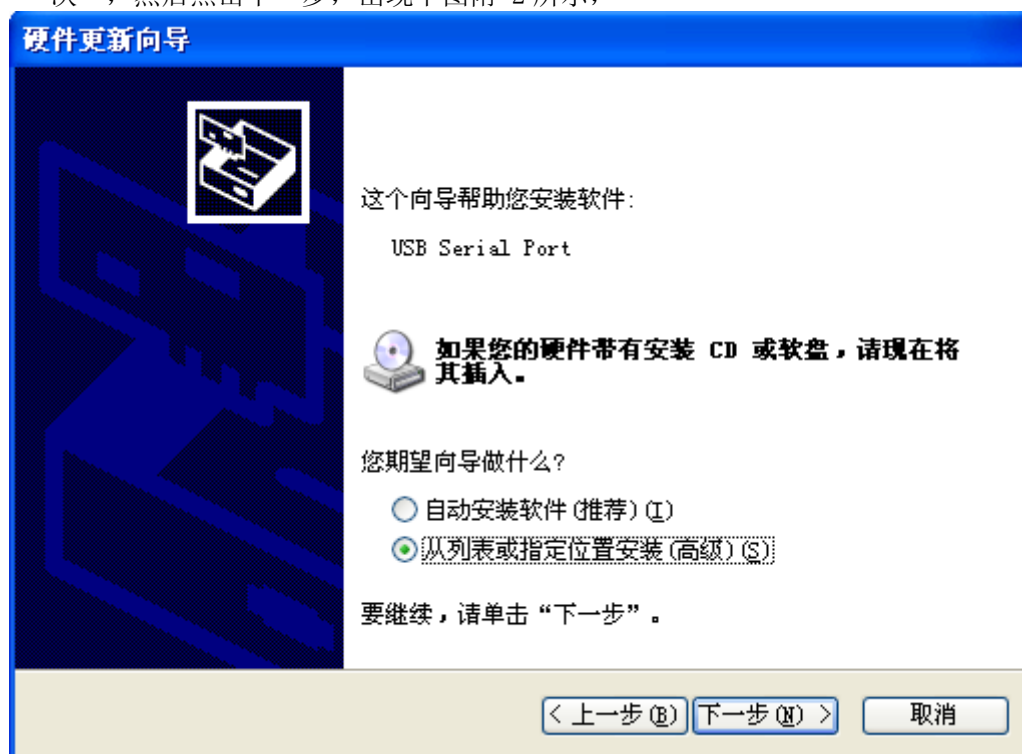 硬件更新向导
这个向导帮助您安装软件:
USB Serial Port
如果您的硬件带有安装 CD 或软盘，请现在将
其插入。
您期望向导做什么?
自动安装软件(推荐)(I)
从列表或指定位置安装(高级)(S)
要继续，请单击“下一步”。
< 上一步(B) 下一步(N) > 取消